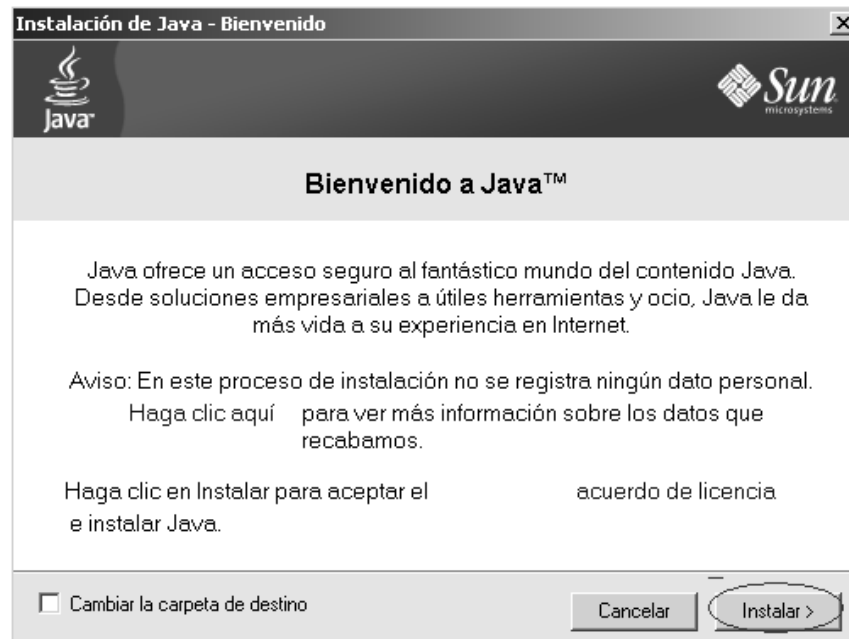 Instalación de Java - Bienvenido
Java™
Sun
microsystems
Bienvenido a Java™
Java ofrece un acceso seguro al fantástico mundo del contenido Java.
Desde soluciones empresariales a útiles herramientas y ocio, Java le da
más vida a su experiencia en Internet.
Aviso: En este proceso de instalación no se registra ningún dato personal.
Haga clic aquí para ver más información sobre los datos que
recabamos.
Haga clic en Instalar para aceptar el acuerdo de licencia
e instalar Java.
Cambiar la carpeta de destino
Cancelar
Instalar >